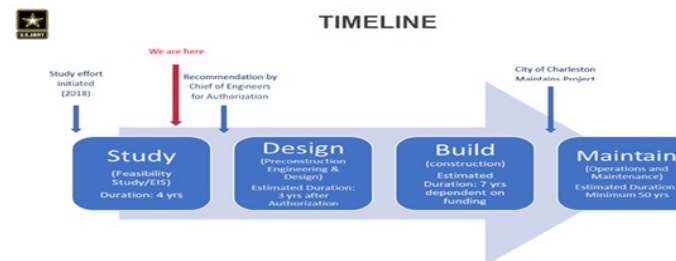 TIMELINE
U.S.ARMY
We are here
Study effort
initiated
(2018)
Recommendation by
Chief of Engineers
for Authorization
City of Charleston
Maintains Project
Study
(Feasibility
Study/EIS)
Duration: 4 yrs
Design
(Preconstruction
Engineering &
Design)
Estimated Duration:
3 yrs after
Authorization
Build
(construction)
Estimated
Duration: 7 yrs
dependent on
funding
Maintain
(Operations and
Maintenance)
Estimated Duration
Minimum 50 yrs